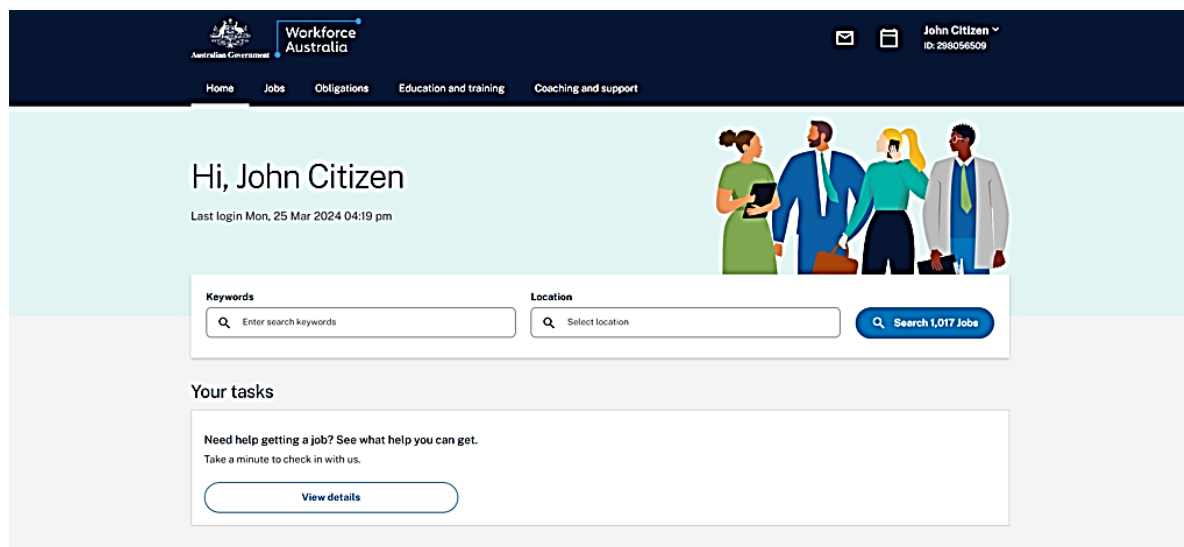 Australian Government
Workforce
Australia
John Citizen
ID: 298056509
Home Jobs Obligations Education and training Coaching and support
Hi, John Citizen
Last login Mon, 25 Mar 2024 04:19 pm
Keywords Location
Enter search keywords Select location Search 1,017 Jobs
Your tasks
Need help getting a job? See what help you can get.
Take a minute to check in with us.
View details